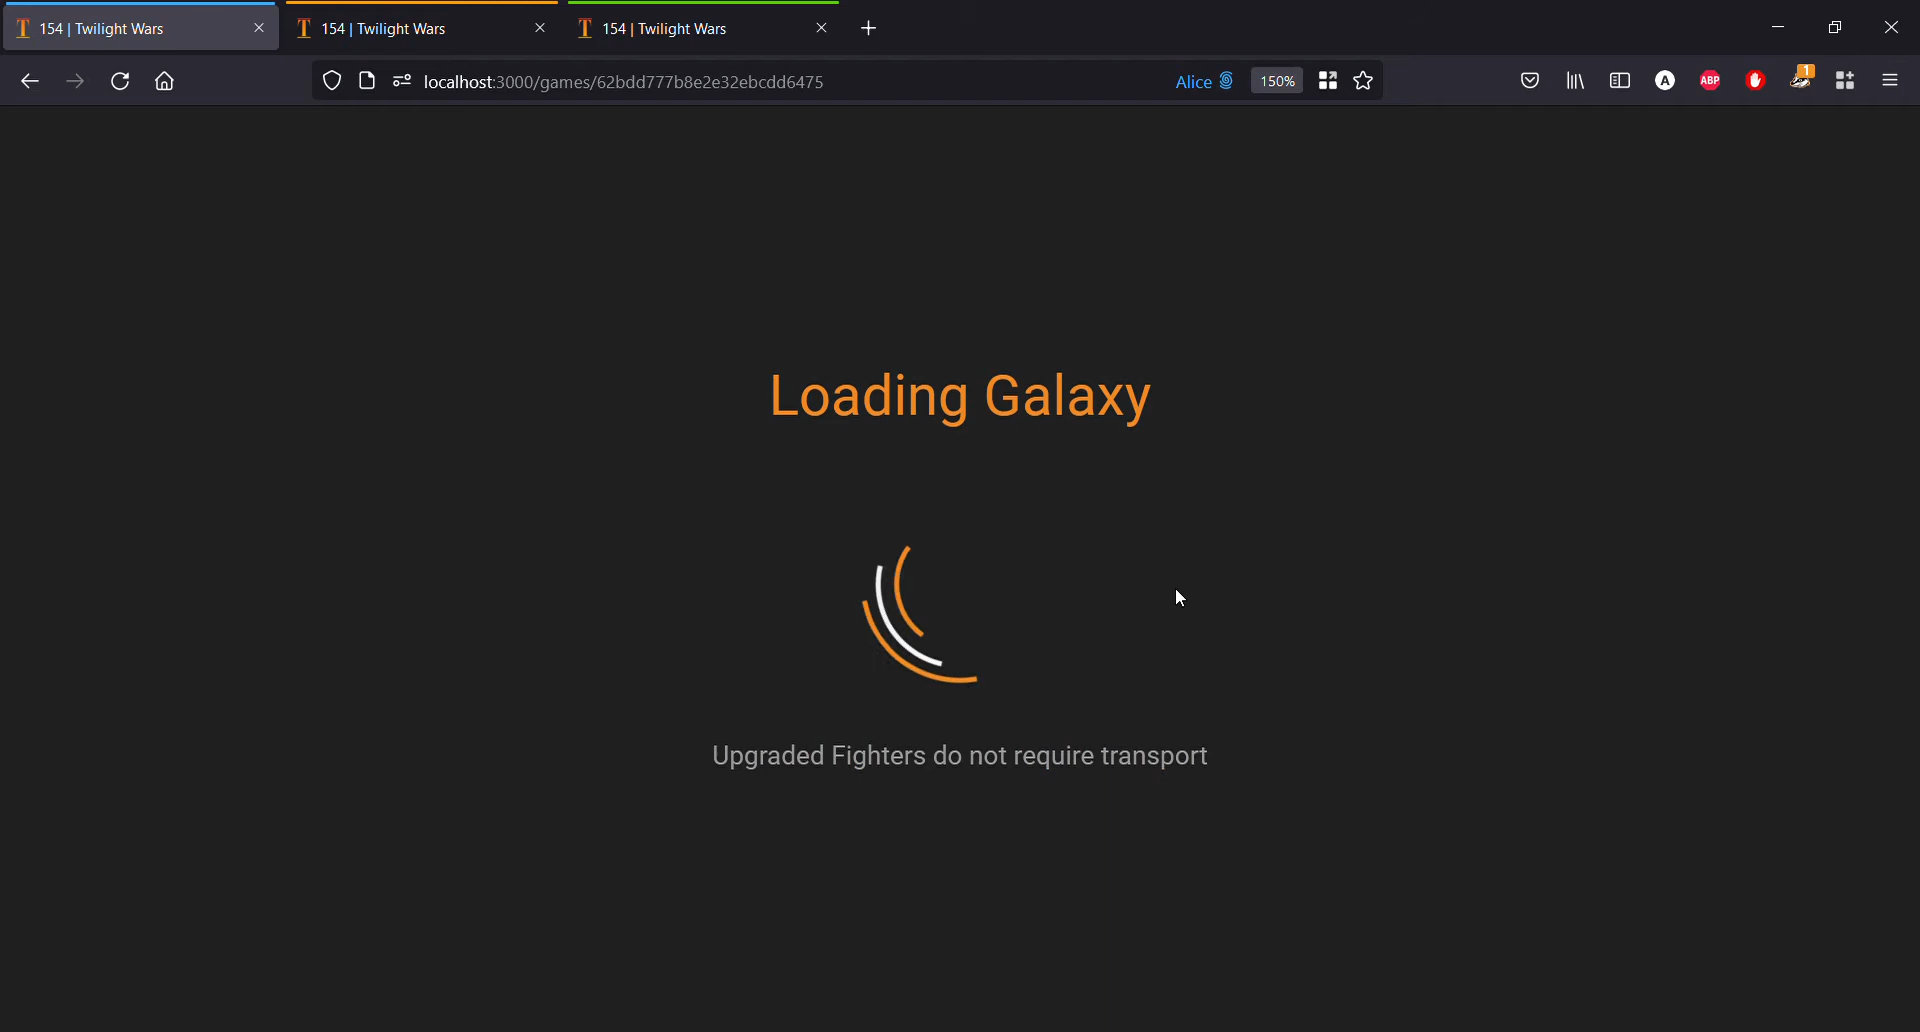 154 | Twilight Wars
154 | Twilight Wars
154 | Twilight Wars
localhost:3000/games/62bdd777b8e2e32ebcdd6475
Alice
150%
A
ABP
1
Loading Galaxy
Upgraded Fighters do not require transport